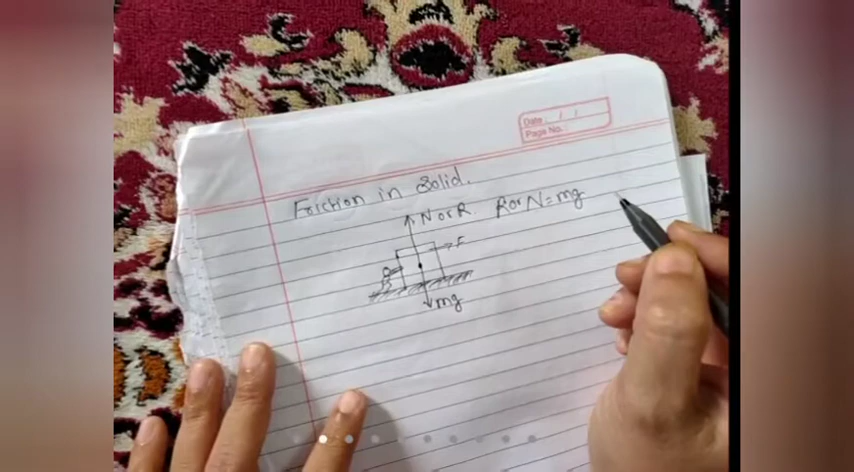 Date : / /
Page No.
Friction in Solid.
N or R R or N = mg
F
mg